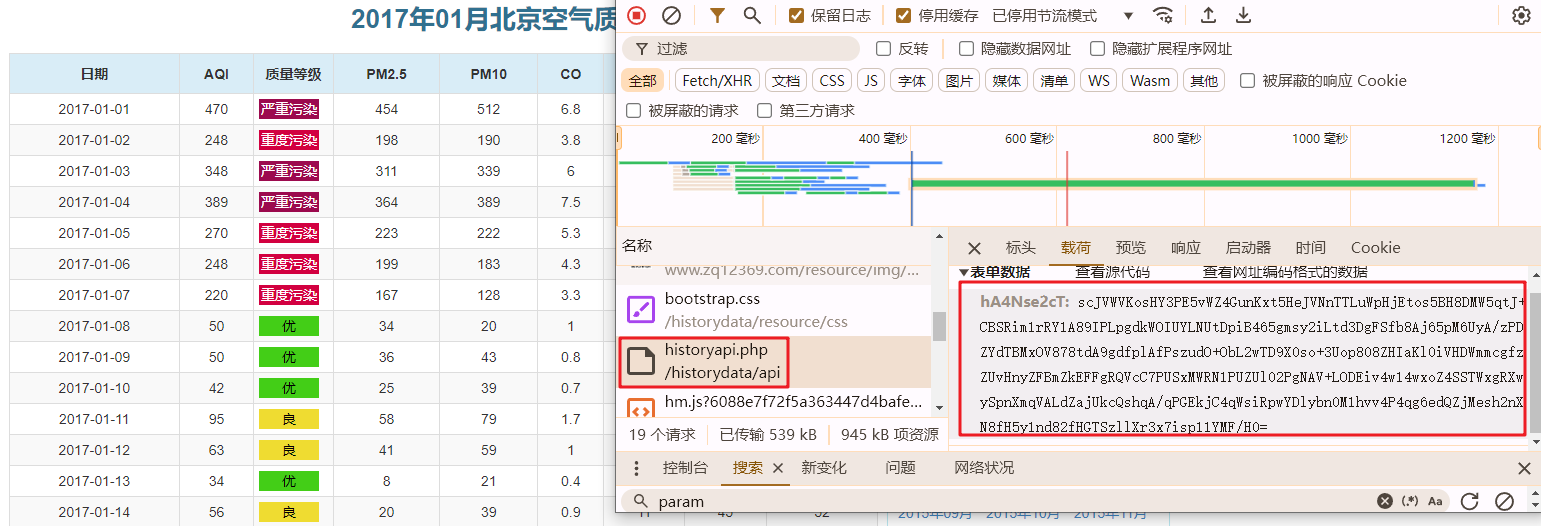 2017年01月北京空气质
日期 AQI 质量等级 PM2.5 PM10 CO
2017-01-01 470 严重污染 454 512 6.8
2017-01-02 248 重度污染 198 190 3.8
2017-01-03 348 严重污染 311 339 6
2017-01-04 389 严重污染 364 389 7.5
2017-01-05 270 重度污染 223 222 5.3
2017-01-06 248 重度污染 199 183 4.3
2017-01-07 220 重度污染 167 128 3.3
2017-01-08 50 优 34 20 1
2017-01-09 50 优 36 43 0.8
2017-01-10 42 优 25 39 0.7
2017-01-11 95 良 58 79 1.7
2017-01-12 63 良 41 59 1
2017-01-13 34 优 8 21 0.4
2017-01-14 56 良 20 39 0.9
保留日志 停用缓存 已停用节流模式
过滤 反转 隐藏数据网址 隐藏扩展程序网址
全部 Fetch/XHR 文档 CSS JS 字体 图片 媒体 清单 WS Wasm 其他 被屏蔽的响应 Cookie
被屏蔽的请求 第三方请求
200 毫秒 400 毫秒 600 毫秒 800 毫秒 1000 毫秒 1200 毫秒
名称
www.zq12369.com/resource/img/...
bootstrap.css
/historydata/resource/css
historyapi.php
/historydata/api
hm.js?6088e7f72f5a363447d4bafe...
19 个请求 已传输 539 kB 945 kB 项资源
标头 载荷 预览 响应 启动器 时间 Cookie
表单数据 查看源代码 查看网址编码格式的数据
hA4Nse2cT: scJVWVKosHY3PE5vWZ4GunKxt5HeJVNnTTLuWpHjEtos5BH8DMW5qtJ+
CBSRim1rRY1A89IPLpgdkWOIUYLNUtDpiB465gmsy2iLtd3DgFSfb8Aj65pM6UyA/zPD
ZYdTBMxOV878tdA9gdfplAfPszudO+ObL2wTD9X0so+3Uop808ZHIaKl0iVHDWmmcgfz
ZUvHnyZFBmZkEFFgRQVcC7PUSxMWRN1PUZUlO2PgNAV+LODEiv4w14wxoZ4SSTWxgRXw
ySpnXmqVALdZajUkcQshqA/qPGEkjC4qWsiRpwYDlybnOM1hvv4P4qg6edQZjMesh2nX
N8fH5y1nd82fHGTSzllXr3x7isp11YMF/H0=
控制台 搜索 新变化 问题 网络状况
param
(.*) Aa
2015年09月 2015年10月 2015年11月